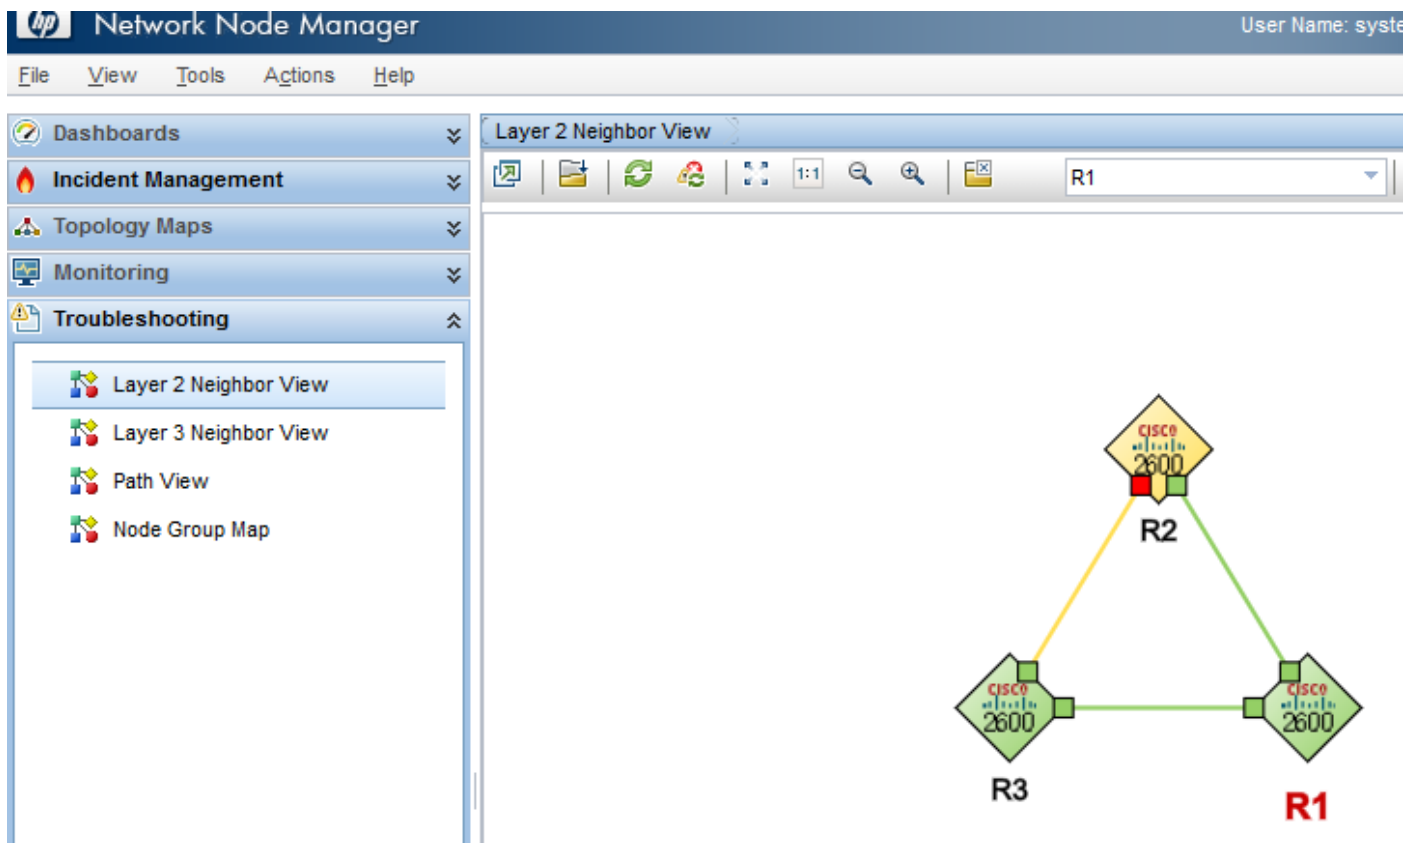 hp Network Node Manager
User Name: syste
File View Tools Actions Help
Dashboards
Incident Management
Topology Maps
Monitoring
Troubleshooting
Layer 2 Neighbor View
Layer 3 Neighbor View
Path View
Node Group Map
Layer 2 Neighbor View
1:1
R1
CISCO
2600
R2
CISCO
2600
R3
CISCO
2600
R1